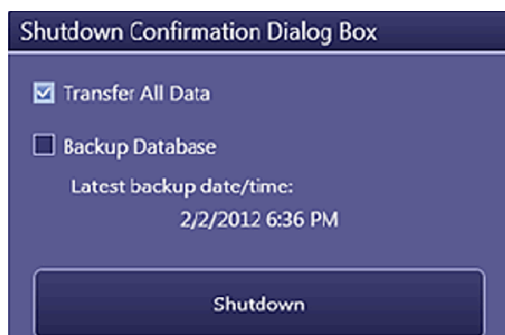 Shutdown Confirmation Dialog Box
Transfer All Data
Backup Database
Latest backup date/time:
2/2/2012 6:36 PM
Shutdown